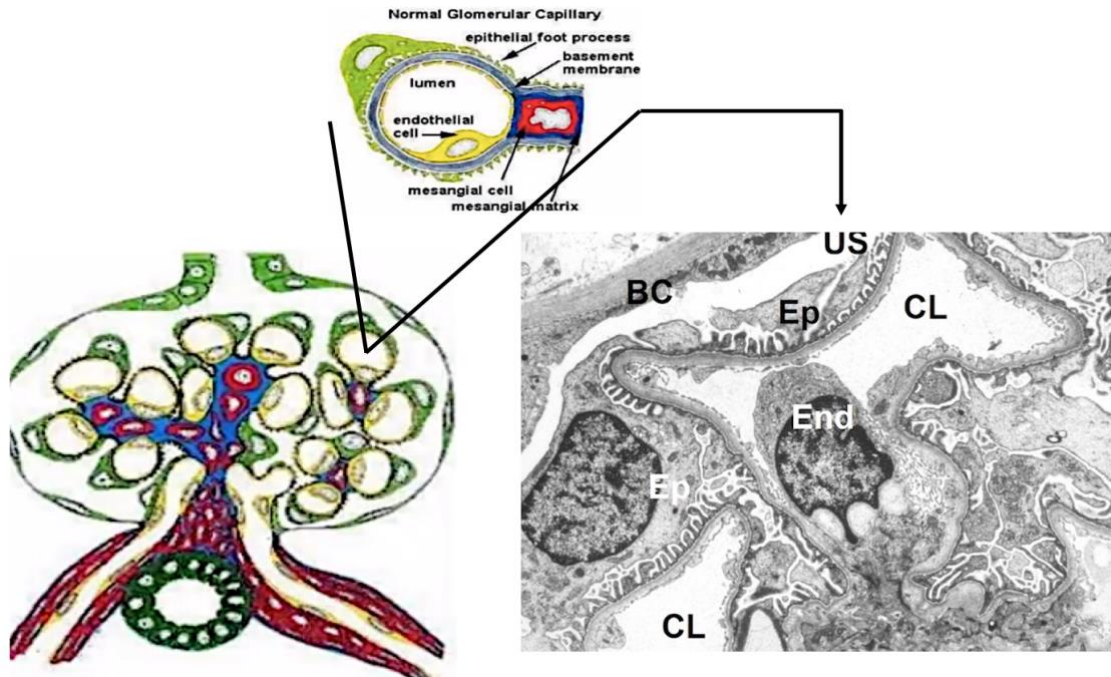 Normal Glomerular Capillary
epithelial foot process
basement
membrane
lumen
endothelial
cell
mesangial cell
mesangial matrix
US
BC
Ep
CL
End
Ep
CL